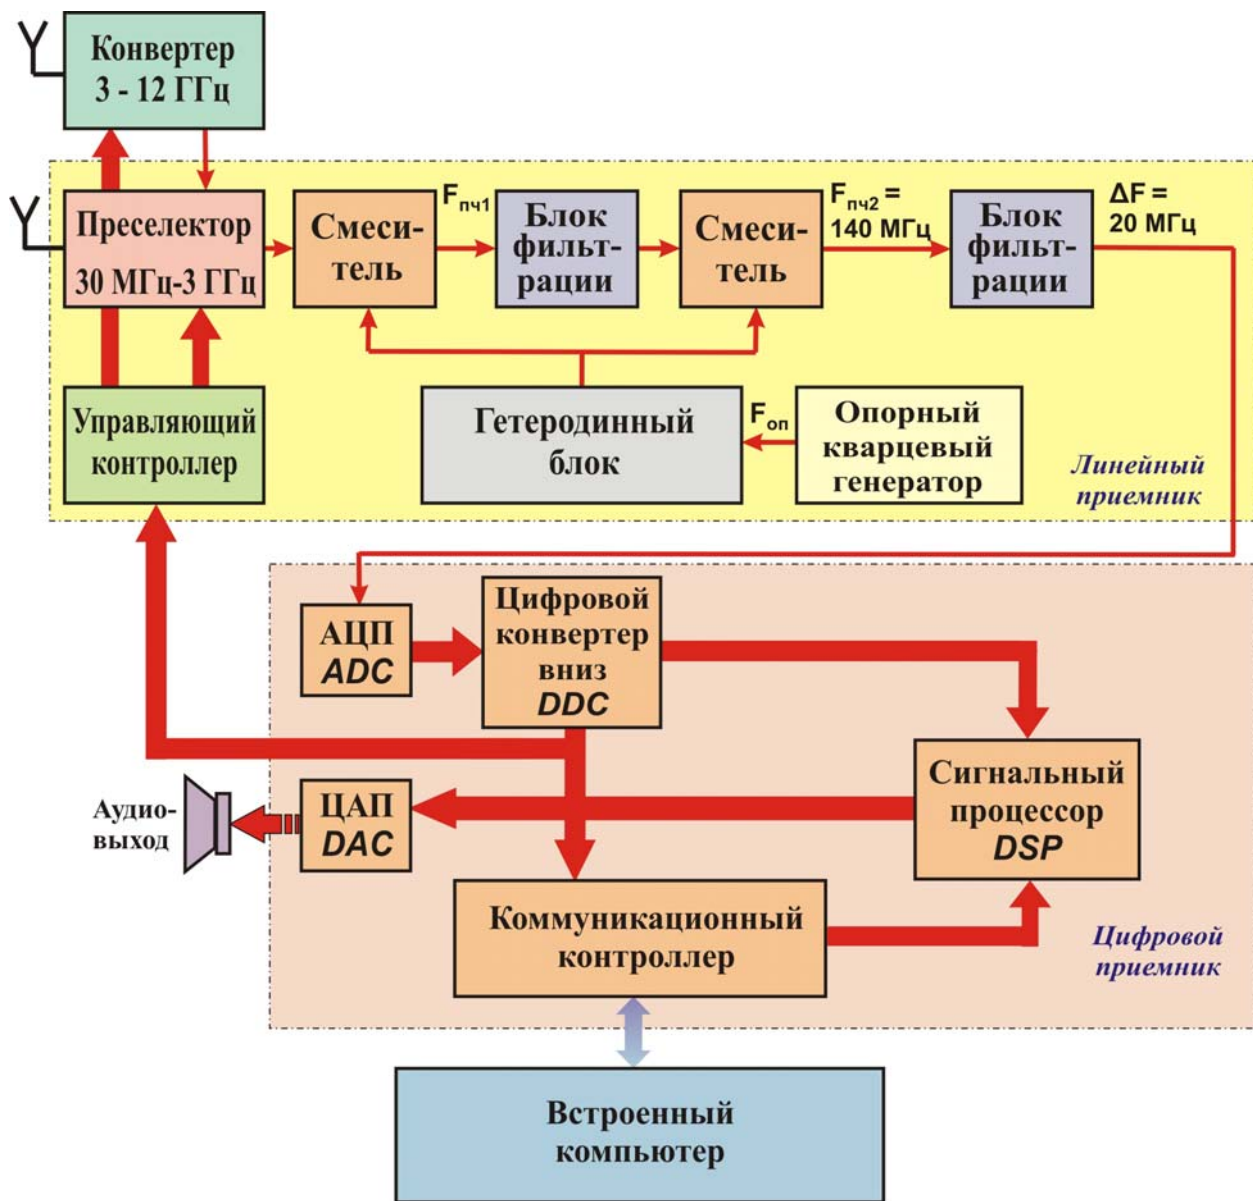 Конвертер
3 - 12 ГГц
Преселектор
30 МГц-3 ГГц
Смеси-
тель
Fпч1
Блок
фильт-
рации
Смеси-
тель
Fпч2 =
140 МГц
Блок
фильт-
рации
ΔF =
20 МГц
Управляющий
контроллер
Гетеродинный
блок
Fоп
Опорный
кварцевый
генератор
Линейный
приемник
АЦП
ADC
Цифровой
конвертер
вниз
DDC
Аудио-
выход
ЦАП
DAC
Сигнальный
процессор
DSP
Коммуникационный
контроллер
Цифровой
приемник
Встроенный
компьютер